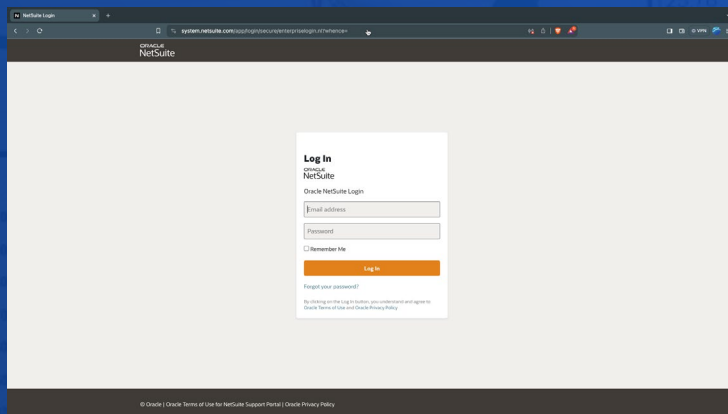 NetSuite Login
system.netsuite.com/app/login/secure/enterpriselogin.nl?whence=
VPN
ORACLE
NetSuite
Log In
ORACLE
NetSuite
Oracle NetSuite Login
Email address
Password
Remember Me
Log In
Forgot your password?
By clicking on the Log In button, you understand and agree to
Oracle Terms of Use and Oracle Privacy Policy
© Oracle | Oracle Terms of Use for NetSuite Support Portal | Oracle Privacy Policy